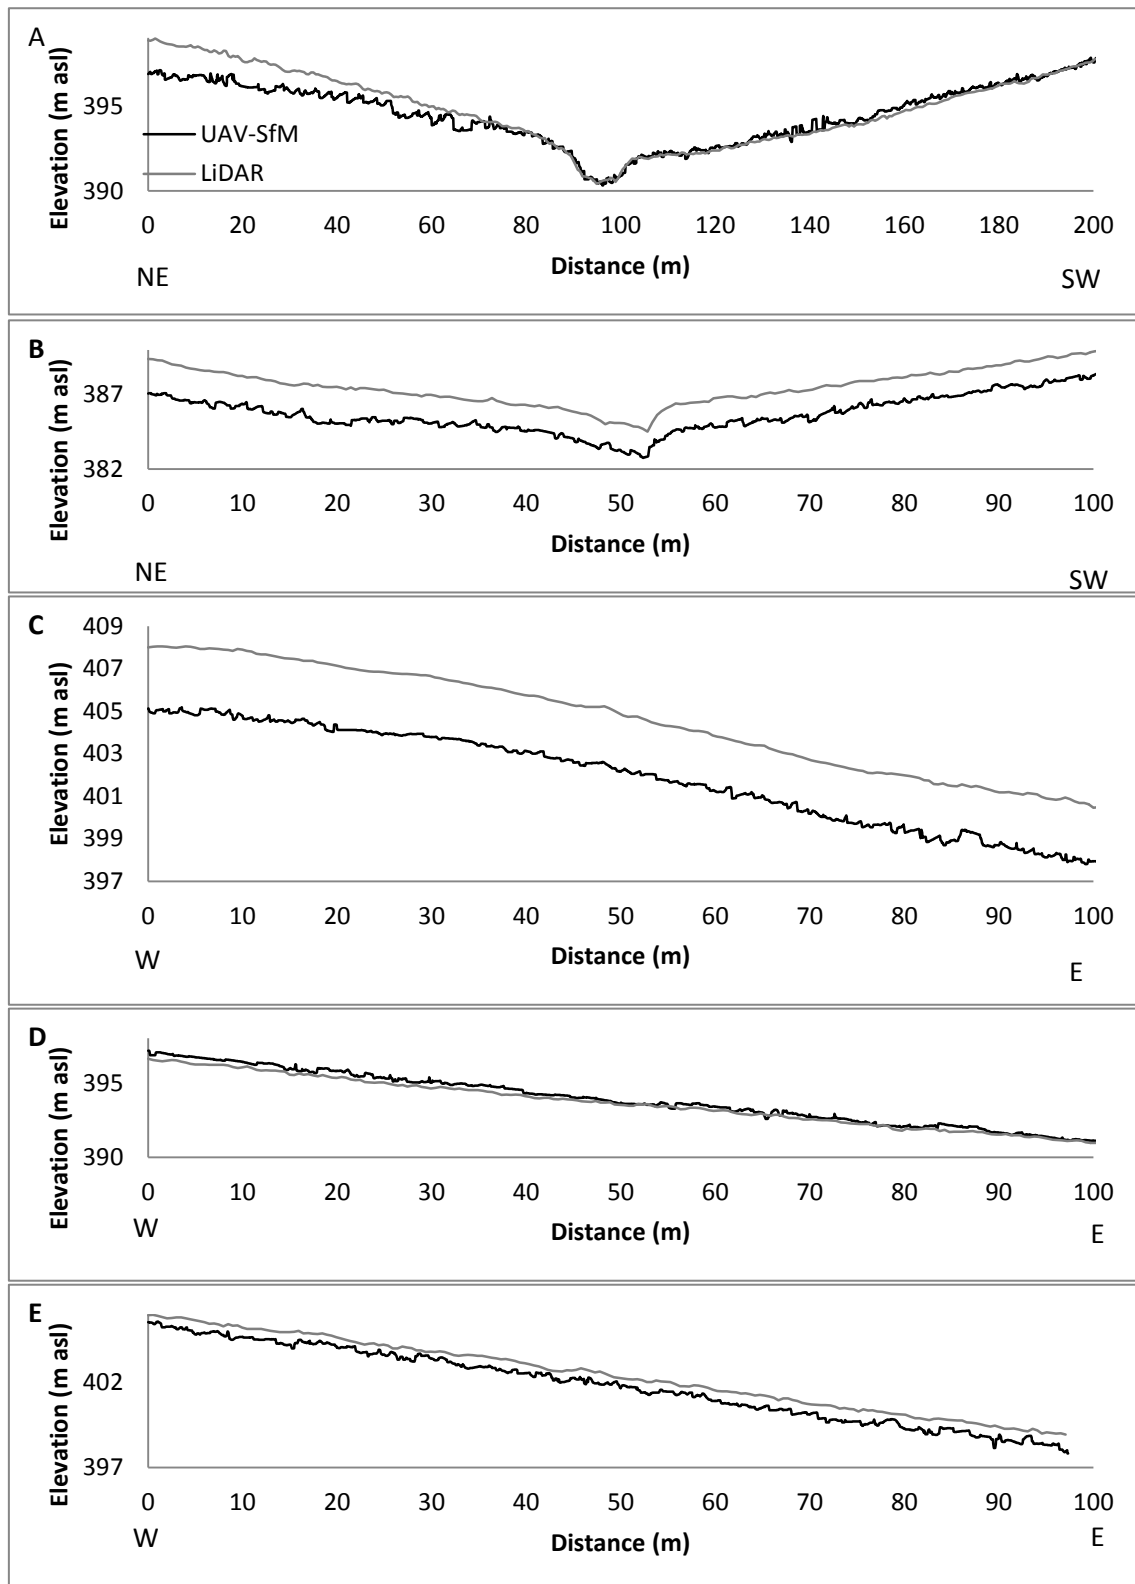 A
Elevation (m asl)
395
390
UAV-SfM
LiDAR
0 20 40 60 80 100 120 140 160 180 200
Distance (m)
NE SW
B
Elevation (m asl)
387
382
0 10 20 30 40 50 60 70 80 90 100
Distance (m)
NE SW
C
Elevation (m asl)
409
407
405
403
401
399
397
0 10 20 30 40 50 60 70 80 90 100
Distance (m)
W E
D
Elevation (m asl)
395
390
0 10 20 30 40 50 60 70 80 90 100
Distance (m)
W E
E
Elevation (m asl)
402
397
0 10 20 30 40 50 60 70 80 90 100
Distance (m)
W E